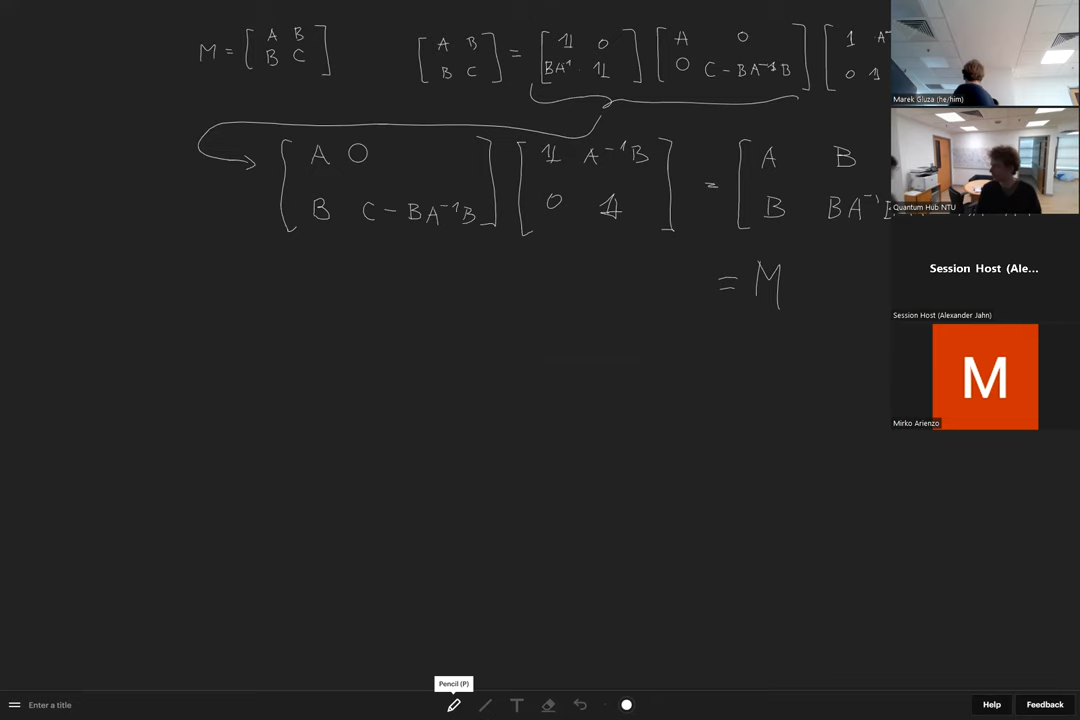 M = [ A B
B C ]
[ A B
B C ] = [ 𝟙 0
BA⁻¹ 𝟙 ] [ A 0
0 C - BA⁻¹B ] [ 1 A⁻
0 𝟙
[ A 0
B C - BA⁻¹B ] [ 𝟙 A⁻¹B
0 𝟙 ] = [ A B
B BA⁻¹
= M
Marek Gluza (he/him)
Quantum Hub NTU
Session Host (Ale...
Session Host (Alexander Jahn)
M
Mirko Arienzo
Pencil (P)
Enter a title
T
Help
Feedback